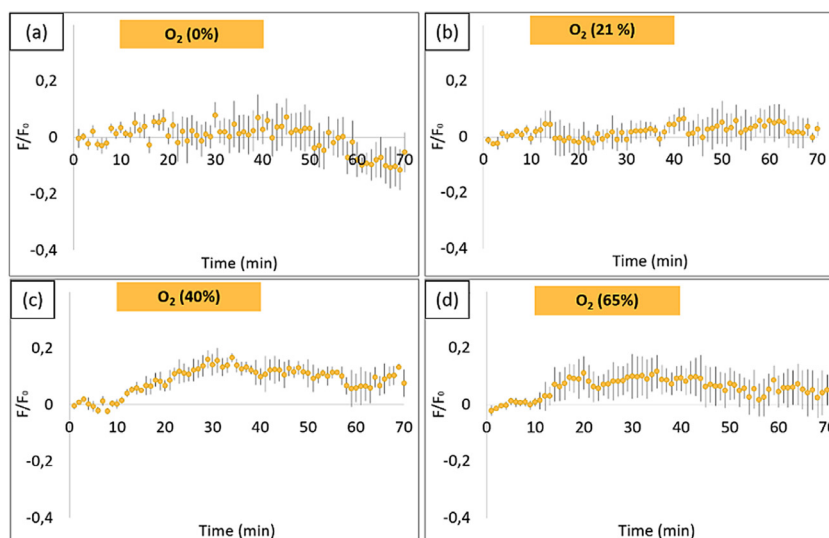 (a)
O₂ (0%)
0,2
0
-0,2
-0,4
F/F₀
0 10 20 30 40 50 60 70
Time (min)
(b)
O₂ (21 %)
0,2
0
-0,2
-0,4
F/F₀
0 10 20 30 40 50 60 70
Time (min)
(c)
O₂ (40%)
0,2
0
-0,2
-0,4
F/F₀
0 10 20 30 40 50 60 70
Time (min)
(d)
O₂ (65%)
0,2
0
-0,2
-0,4
F/F₀
0 10 20 30 40 50 60 70
Time (min)